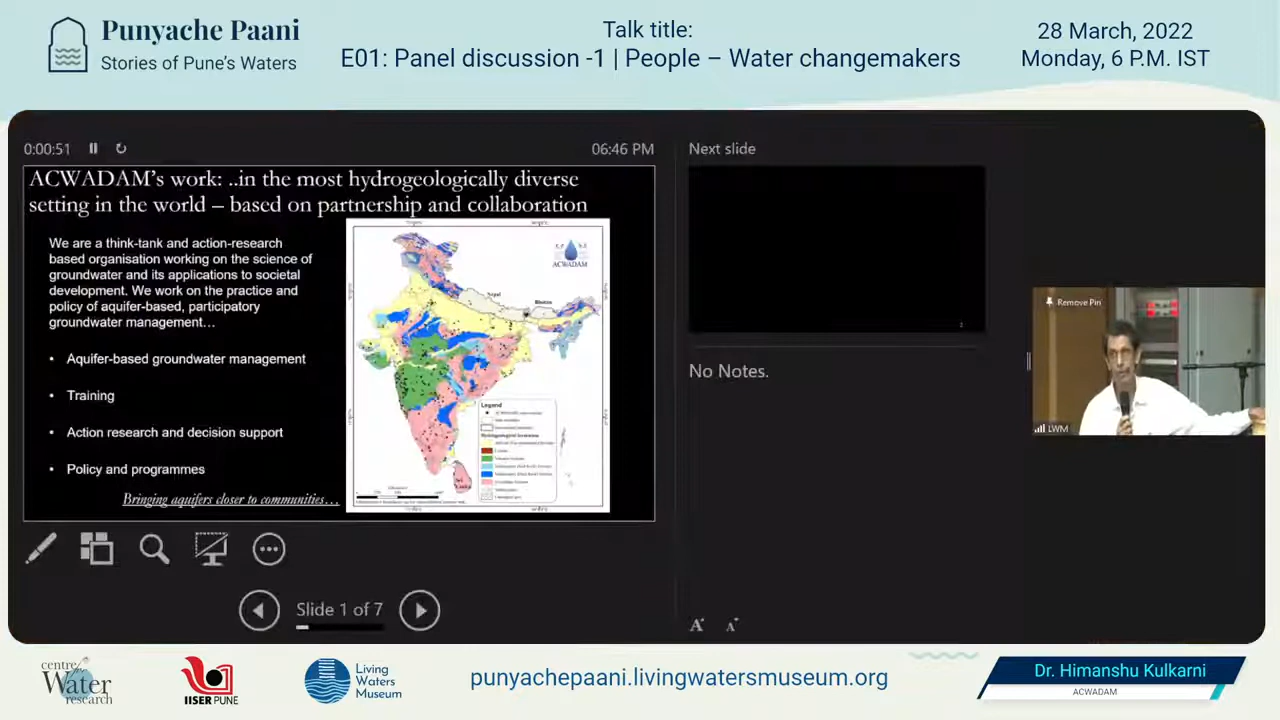 Punyache Paani
Stories of Pune's Waters
Talk title:
E01: Panel discussion -1 | People – Water changemakers
28 March, 2022
Monday, 6 P.M. IST
0:00:51
06:46 PM
ACWADAM's work: ..in the most hydrogeologically diverse
setting in the world – based on partnership and collaboration
We are a think-tank and action-research
based organisation working on the science of
groundwater and its applications to societal
development. We work on the practice and
policy of aquifer-based, participatory
groundwater management…
• Aquifer-based groundwater management
• Training
• Action research and decision support
• Policy and programmes
Bringing aquifers closer to communities…
ACWADAM
Nepal
Bhutan
Sri
Lanka
Legend
Slide 1 of 7
Next slide
2
No Notes.
Remove Pin
LWM
centre
for
Water
research
IISER PUNE
Living
Waters
Museum
punyachepaani.livingwatersmuseum.org
Dr. Himanshu Kulkarni
ACWADAM